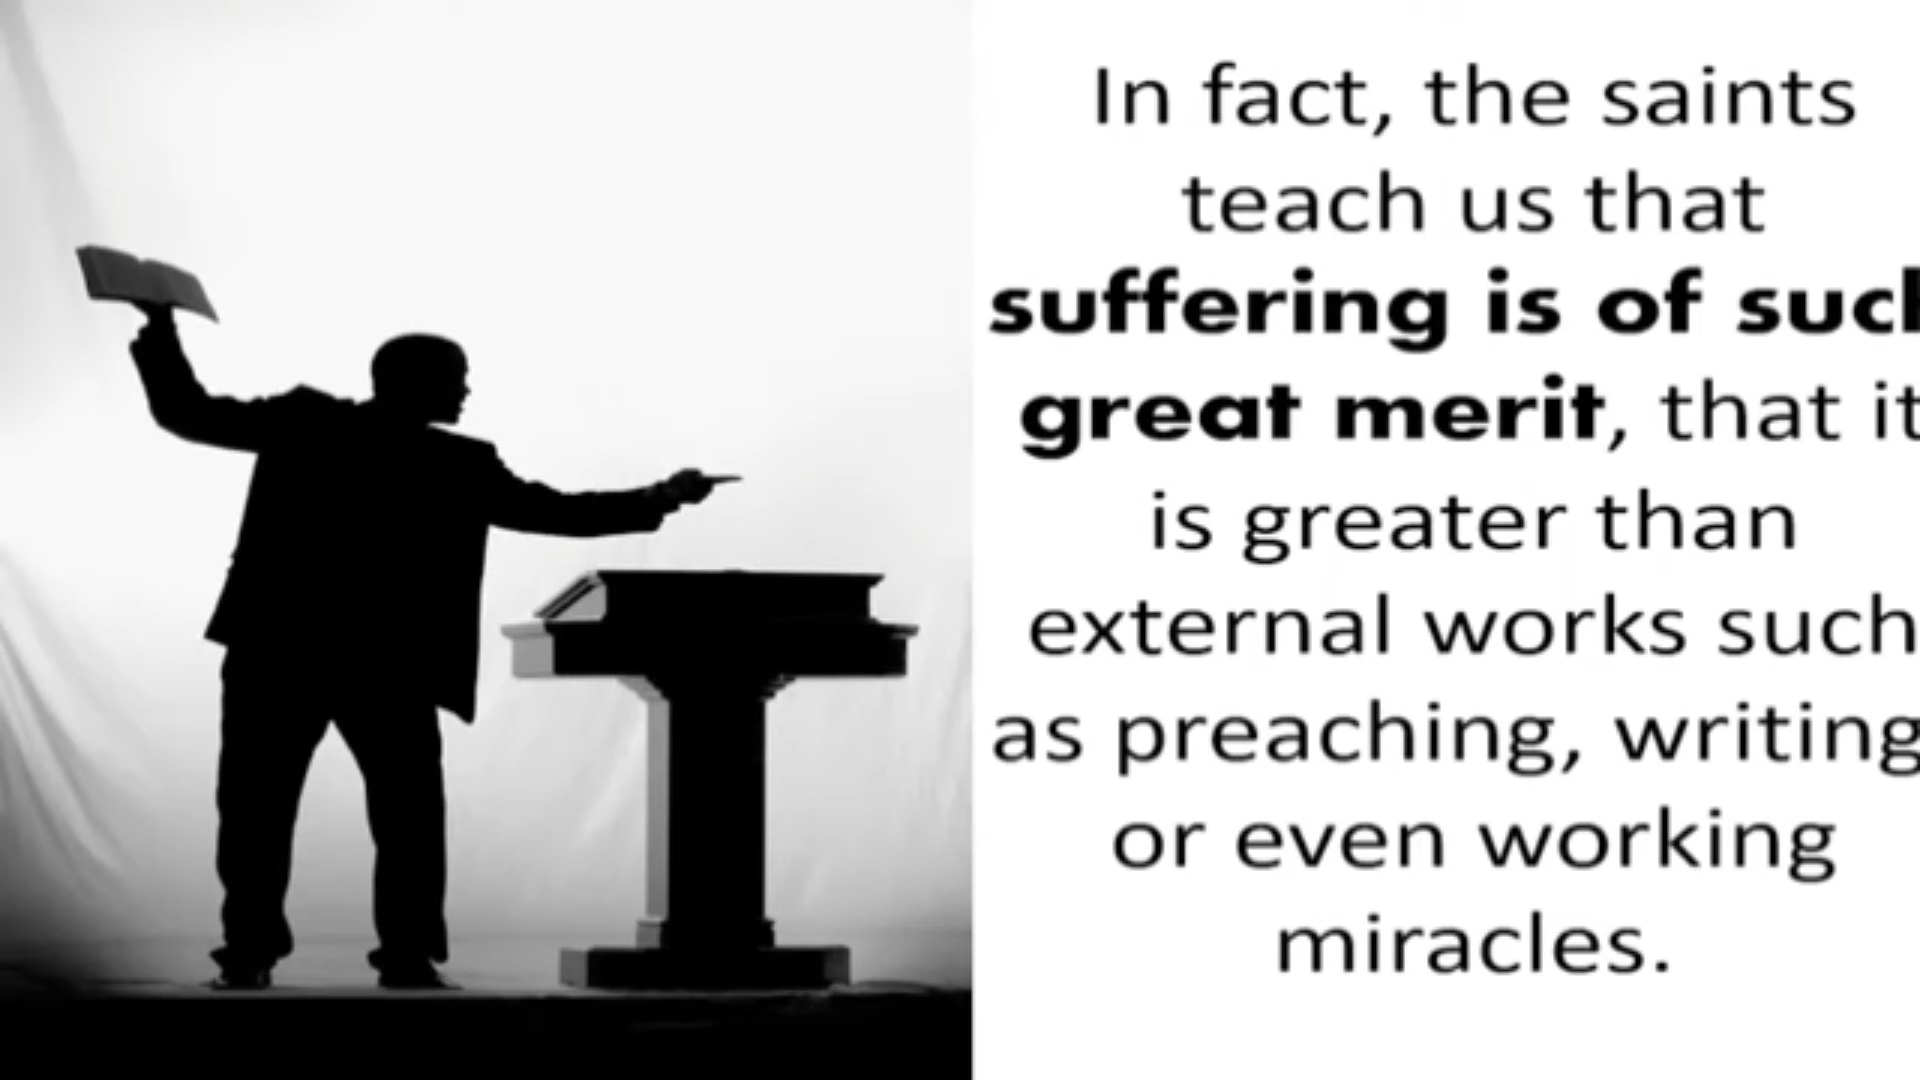 In fact, the saints
teach us that
suffering is of such
great merit, that it
is greater than
external works such
as preaching, writing
or even working
miracles.